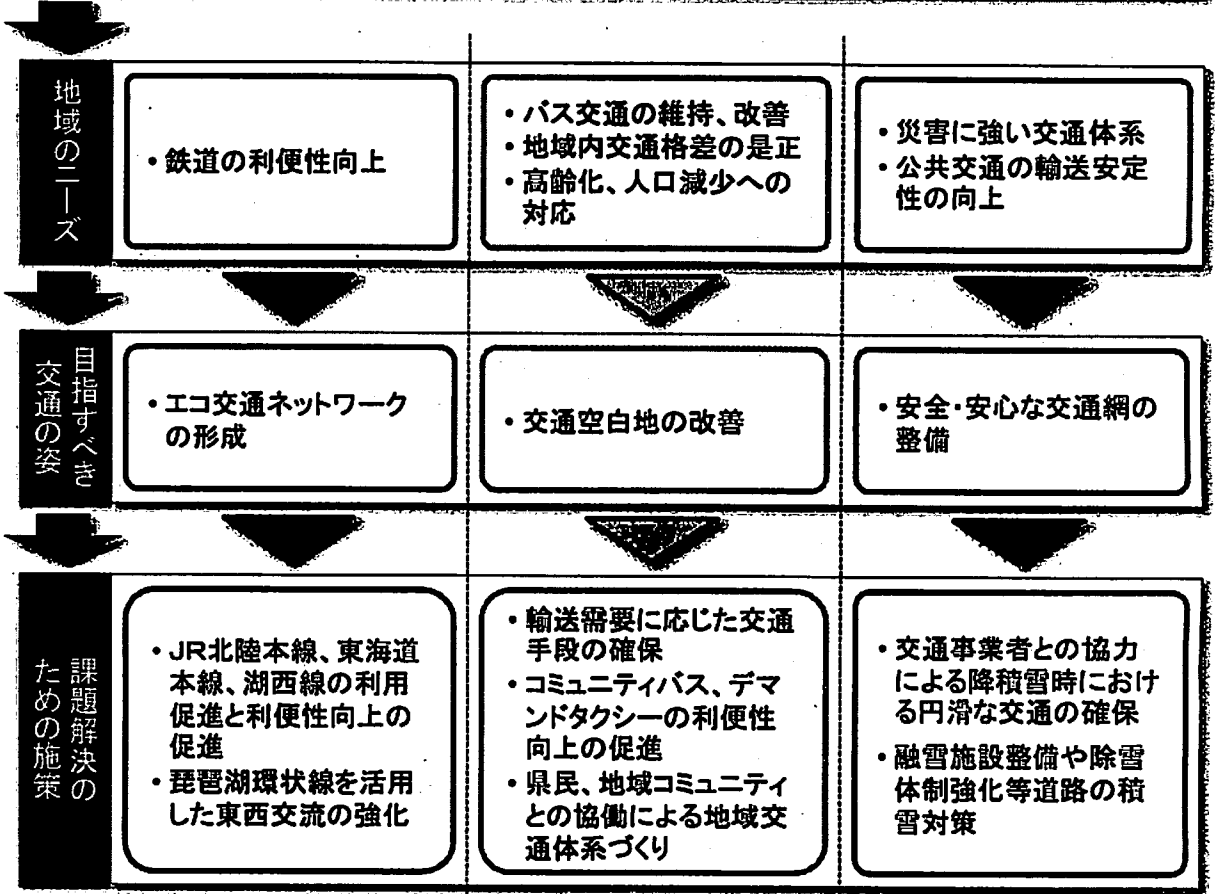 地域のニーズ
・鉄道の利便性向上
・バス交通の維持、改善
・地域内交通格差の是正
・高齢化、人口減少への
対応
・災害に強い交通体系
・公共交通の輸送安定
性の向上
目指すべき
交通の姿
・エコ交通ネットワーク
の形成
・交通空白地の改善
・安全・安心な交通網の
整備
課題解決の
ための施策
・JR北陸本線、東海道
本線、湖西線の利用
促進と利便性向上の
促進
・琵琶湖環状線を活用
した東西交流の強化
・輸送需要に応じた交通
手段の確保
・コミュニティバス、デマ
ンドタクシーの利便性
向上の促進
・県民、地域コミュニティ
との協働による地域交
通体系づくり
・交通事業者との協力
による降積雪時におけ
る円滑な交通の確保
・融雪施設整備や除雪
体制強化等道路の積
雪対策